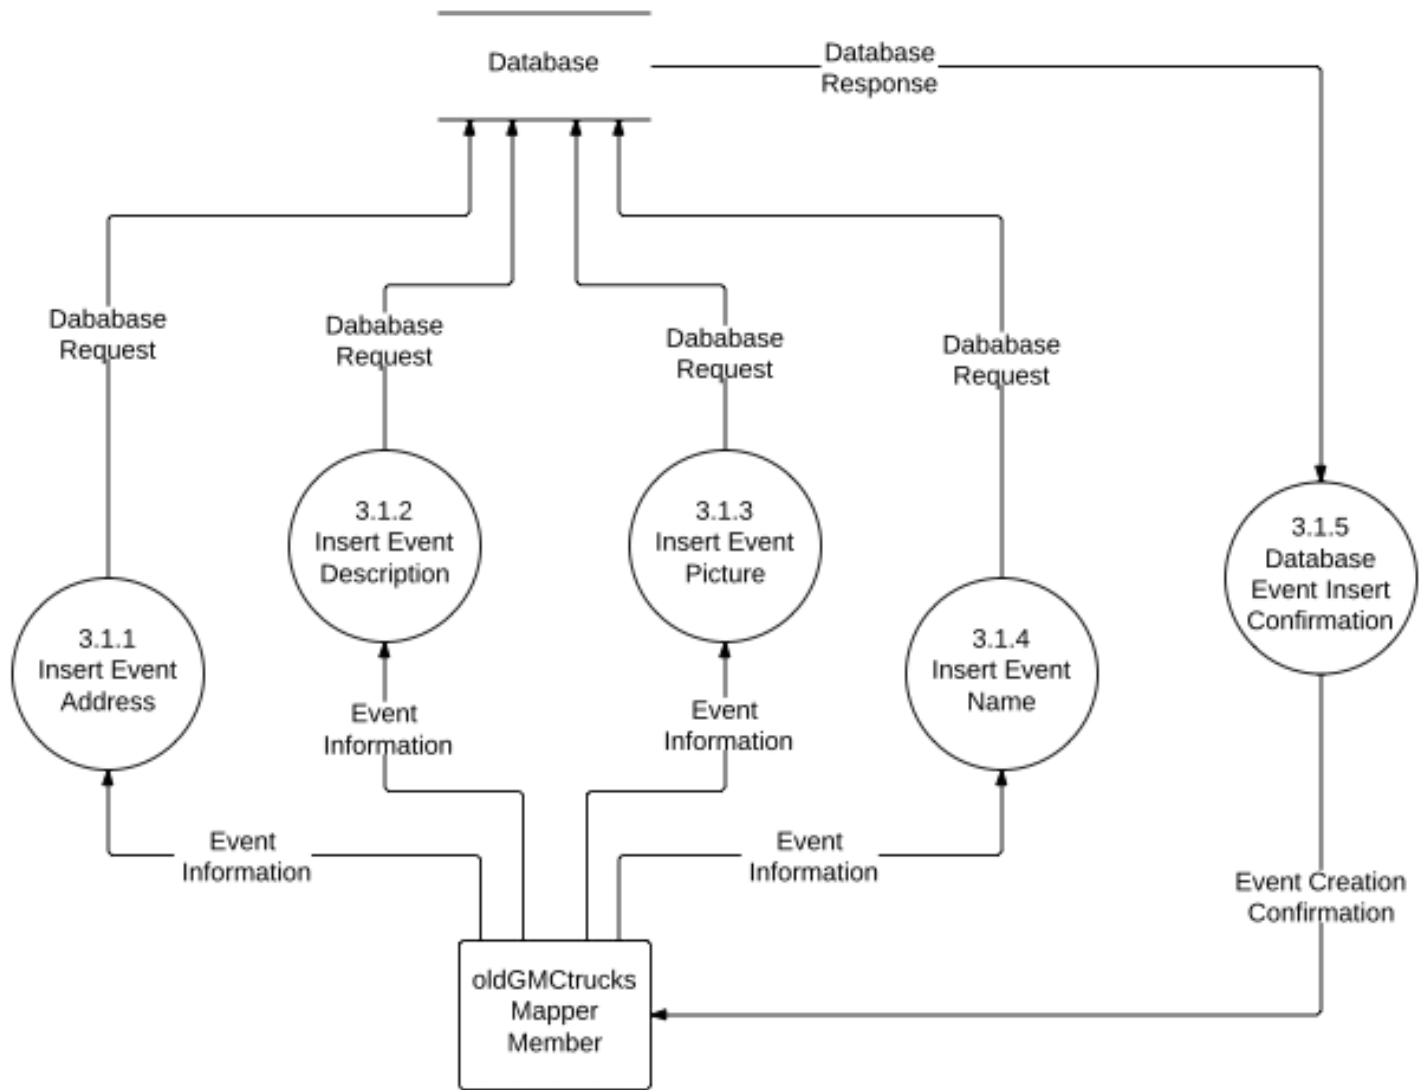 Database
Database
Response
Dababase
Request
Dababase
Request
Dababase
Request
Dababase
Request
3.1.1
Insert Event
Address
3.1.2
Insert Event
Description
3.1.3
Insert Event
Picture
3.1.4
Insert Event
Name
3.1.5
Database
Event Insert
Confirmation
Event
Information
Event
Information
Event
Information
Event
Information
Event Creation
Confirmation
oldGMCtrucks
Mapper
Member